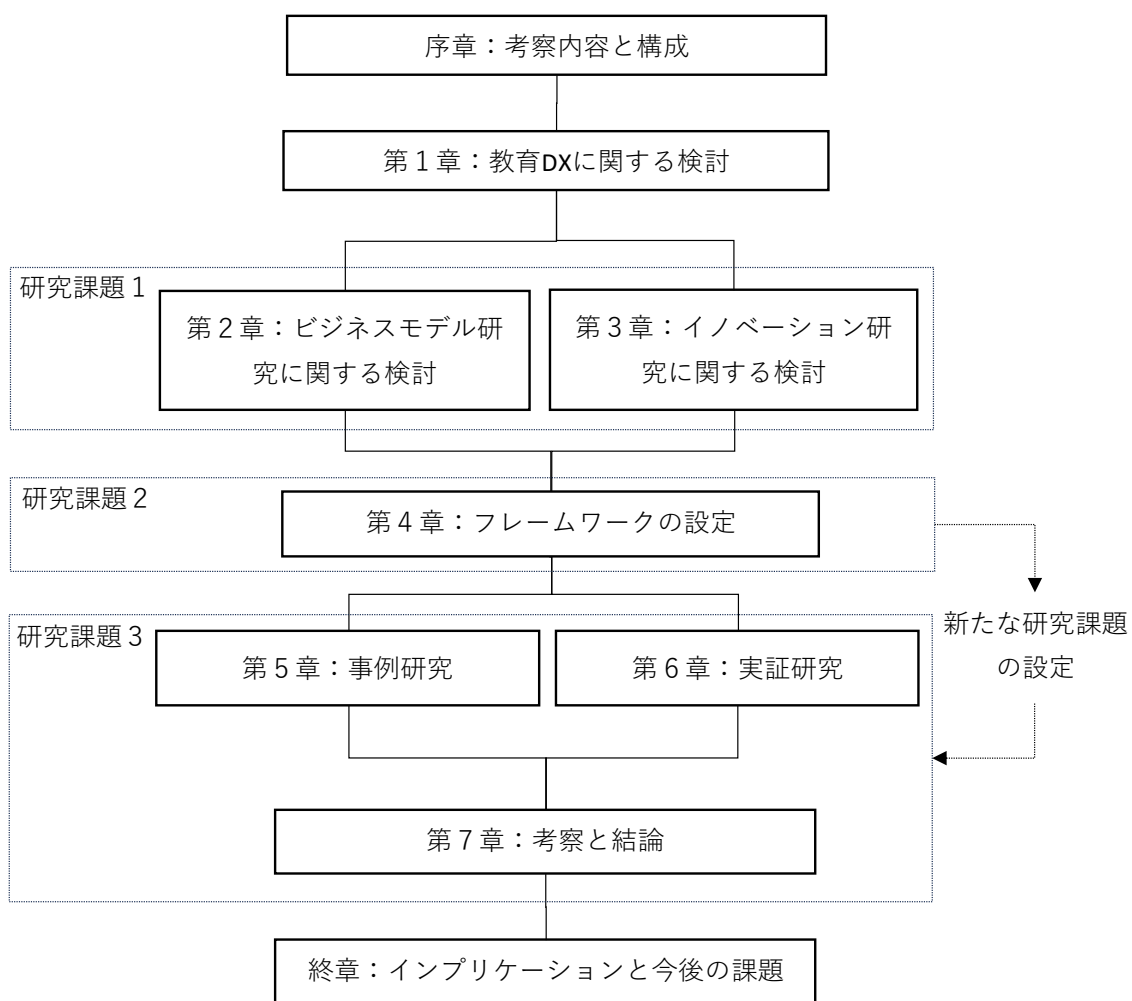 序章：考察内容と構成
第１章：教育DXに関する検討
研究課題１
第２章：ビジネスモデル研
究に関する検討
第３章：イノベーション研
究に関する検討
研究課題２
第４章：フレームワークの設定
新たな研究課題
の設定
研究課題３
第５章：事例研究
第６章：実証研究
第７章：考察と結論
終章：インプリケーションと今後の課題